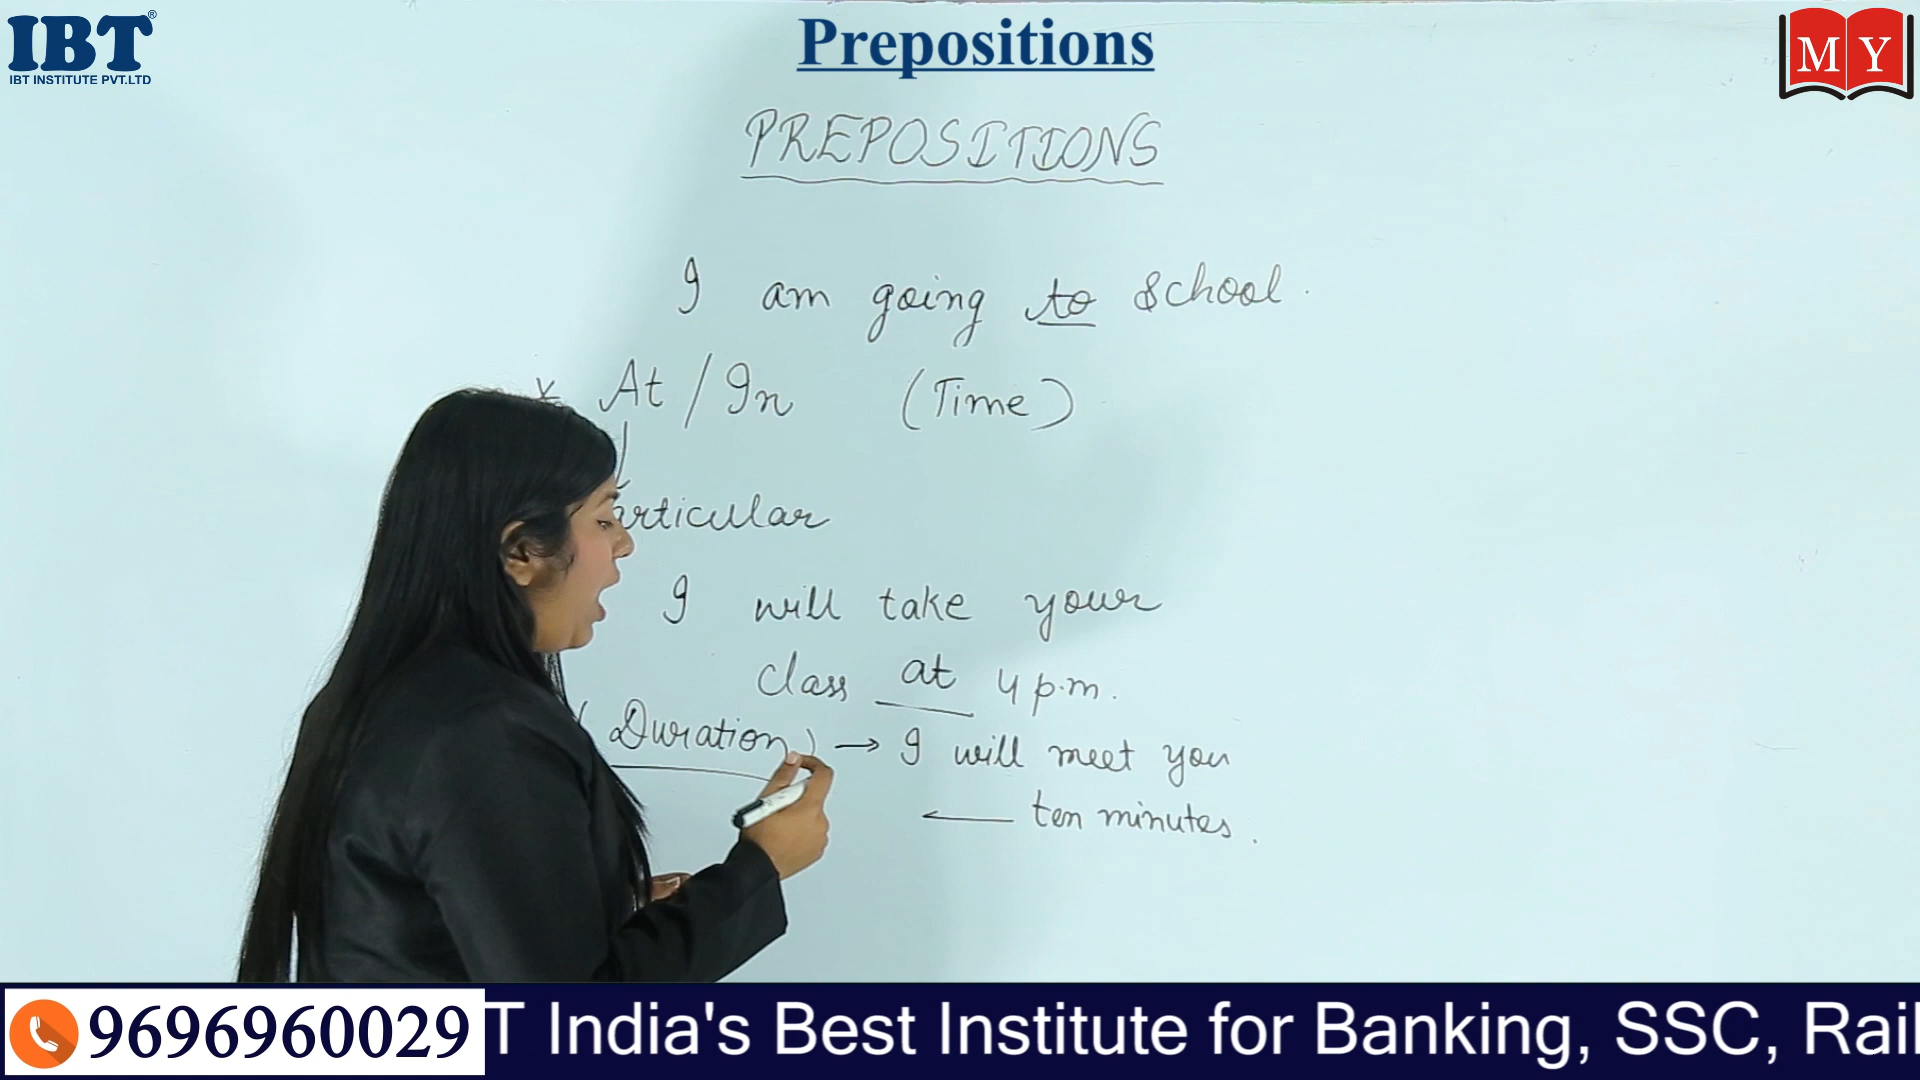 IBT®
IBT INSTITUTE PVT.LTD
Prepositions
M Y
PREPOSITIONS
I am going to School.
* At / In (Time)
articular
I will take your
class at 4 p.m.
(Duration) → I will meet you
ten minutes.
9696960029
T India's Best Institute for Banking, SSC, Rail